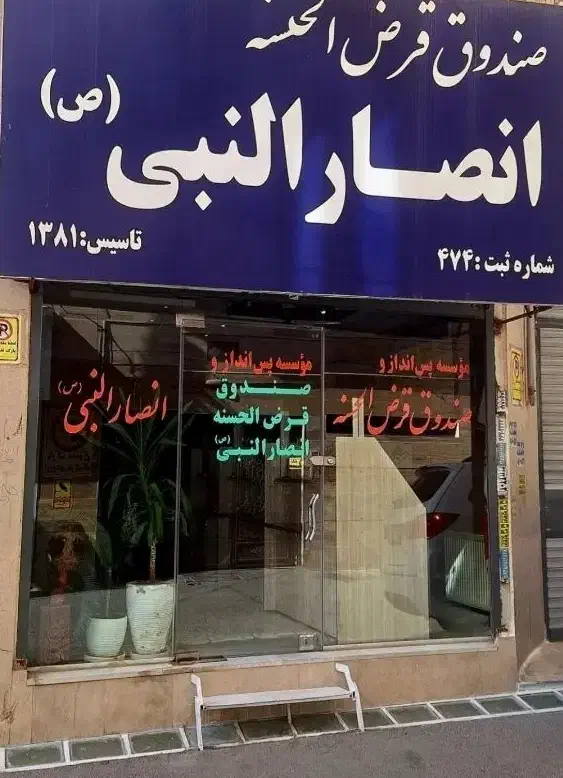 صندوق قرض الحسنه
انصار النبی (ص)
شماره ثبت : ۴۷۴
تاسیس: ۱۳۸۱
مؤسسه پس انداز و
صندوق قرض الحسنه
انصار النبی (ص)
مؤسسه پس انداز و
صندوق
قرض الحسنه
انصار النبی (ص)